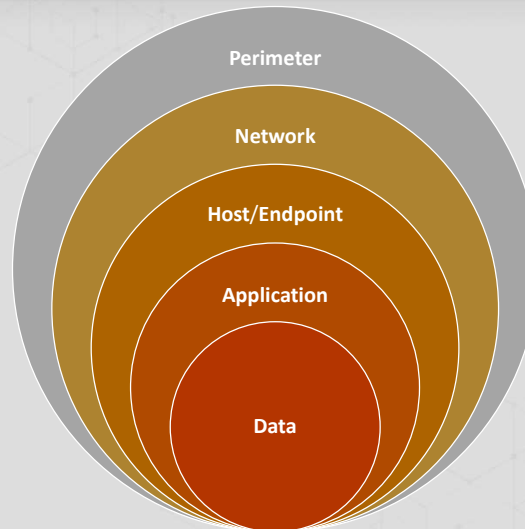 Perimeter
Network
Host/Endpoint
Application
Data